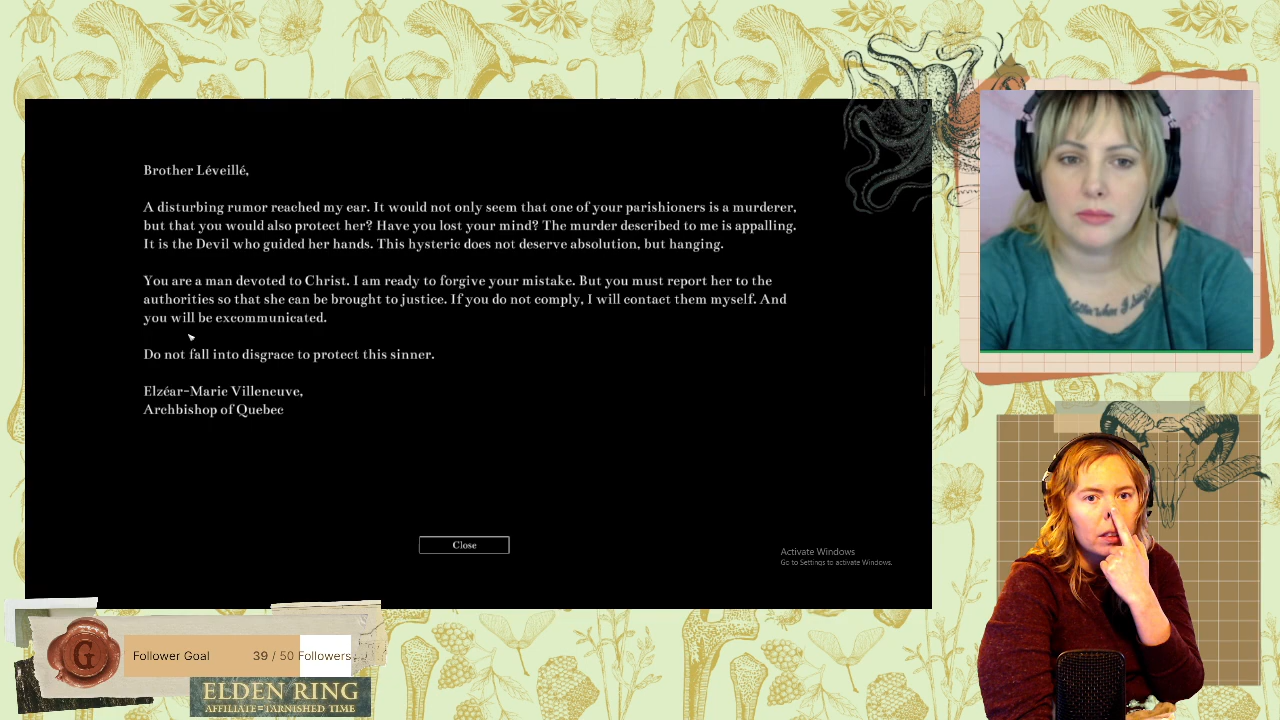 Brother Léveillé,
A disturbing rumor reached my ear. It would not only seem that one of your parishioners is a murderer,
but that you would also protect her? Have you lost your mind? The murder described to me is appalling.
It is the Devil who guided her hands. This hysteric does not deserve absolution, but hanging.
You are a man devoted to Christ. I am ready to forgive your mistake. But you must report her to the
authorities so that she can be brought to justice. If you do not comply, I will contact them myself. And
you will be excommunicated.
Do not fall into disgrace to protect this sinner.
Elzéar-Marie Villeneuve,
Archbishop of Quebec
Close
Activate Windows
Go to Settings to activate Windows.
G
Follower Goal 39 / 50 Followers
ELDEN RING
AFFILIATE=TARNISHED TIME